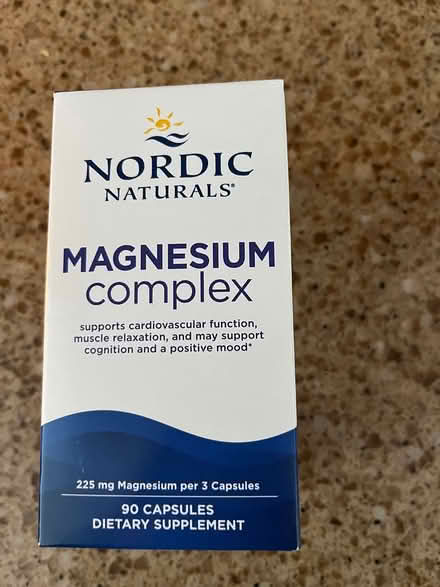 NORDIC
NATURALS®
MAGNESIUM
complex
supports cardiovascular function,
muscle relaxation, and may support
cognition and a positive mood*
225 mg Magnesium per 3 Capsules
90 CAPSULES
DIETARY SUPPLEMENT